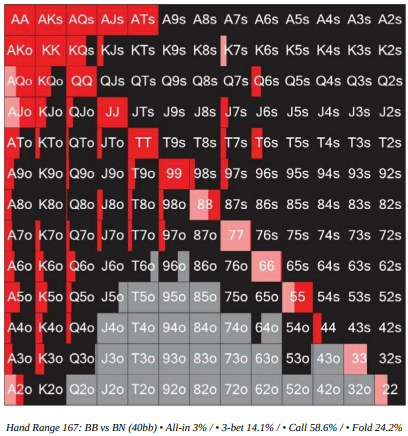 AA AKs AQs AJs ATs A9s A8s A7s A6s A5s A4s A3s A2s
AKo KK KQs KJs KTs K9s K8s K7s K6s K5s K4s K3s K2s
AQo KQo QQ QJs QTs Q9s Q8s Q7s Q6s Q5s Q4s Q3s Q2s
AJo KJo QJo JJ JTs J9s J8s J7s J6s J5s J4s J3s J2s
ATo KTo QTo JTo TT T9s T8s T7s T6s T5s T4s T3s T2s
A9o K9o Q9o J9o T9o 99 98s 97s 96s 95s 94s 93s 92s
A8o K8o Q8o J8o T8o 98o 88 87s 86s 85s 84s 83s 82s
A7o K7o Q7o J7o T7o 97o 87o 77 76s 75s 74s 73s 72s
A6o K6o Q6o J6o T6o 96o 86o 76o 66 65s 64s 63s 62s
A5o K5o Q5o J5o T5o 95o 85o 75o 65o 55 54s 53s 52s
A4o K4o Q4o J4o T4o 94o 84o 74o 64o 54o 44 43s 42s
A3o K3o Q3o J3o T3o 93o 83o 73o 63o 53o 43o 33 32s
A2o K2o Q2o J2o T2o 92o 82o 72o 62o 52o 42o 32o 22
Hand Range 167: BB vs BN (40bb) • All-in 3% / • 3-bet 14.1% / • Call 58.6% / • Fold 24.2%